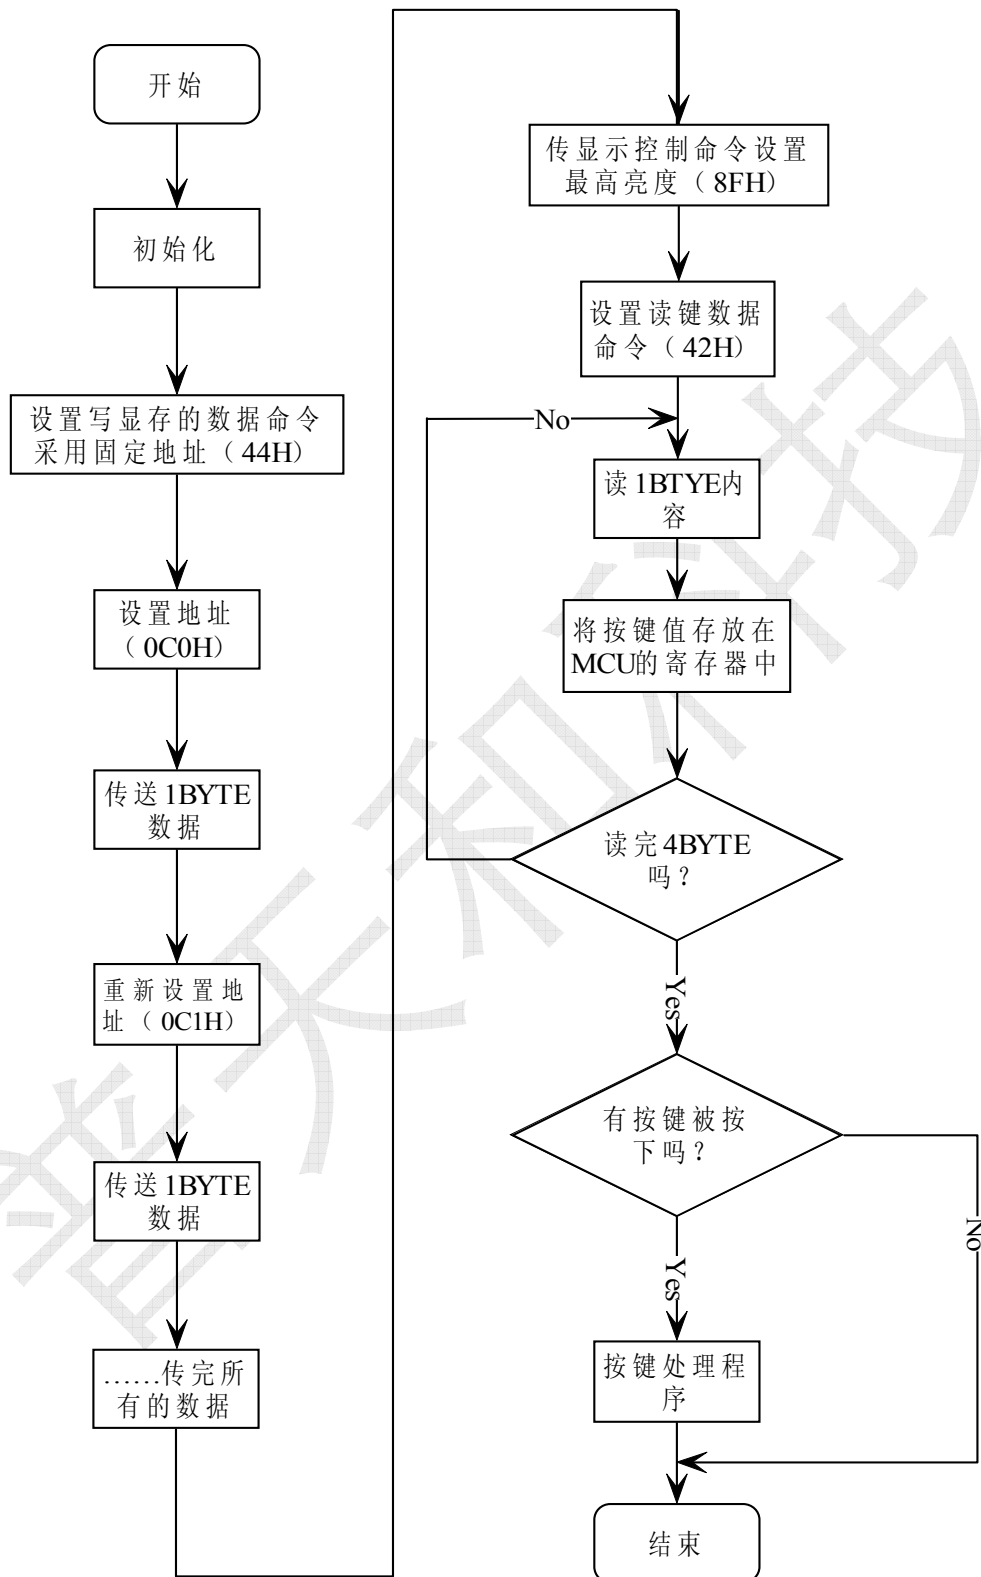 开始
初始化
设置写显存的数据命令
采用固定地址（44H）
设置地址
（0C0H）
传送1BYTE
数据
重新设置地
址（0C1H）
传送1BYTE
数据
......传完所
有的数据
传显示控制命令设置
最高亮度（8FH）
设置读键数据
命令（42H）
No
读1BTYE内
容
将按键值存放在
MCU的寄存器中
读完4BYTE
吗？
Yes
有按键被按
下吗？
No
Yes
按键处理程
序
结束
普天和科技